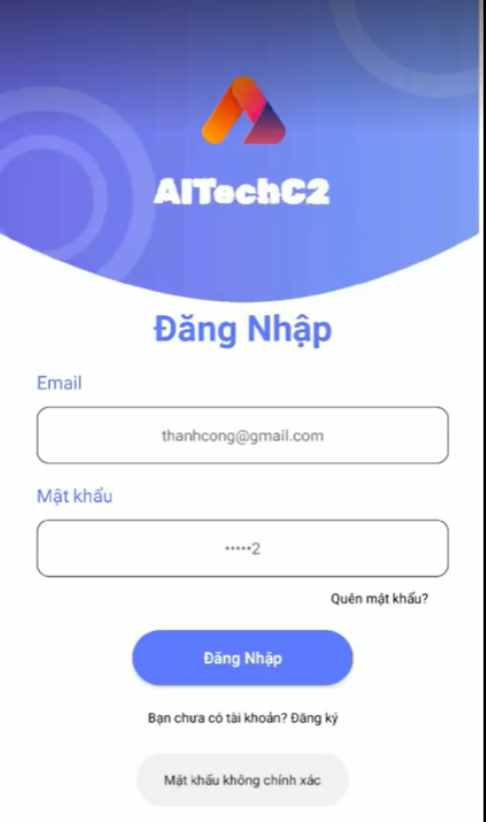 AITechC2
Đăng Nhập
Email
thanhcong@gmail.com
Mật khẩu
•••••2
Quên mật khẩu?
Đăng Nhập
Bạn chưa có tài khoản? Đăng ký
Mật khẩu không chính xác